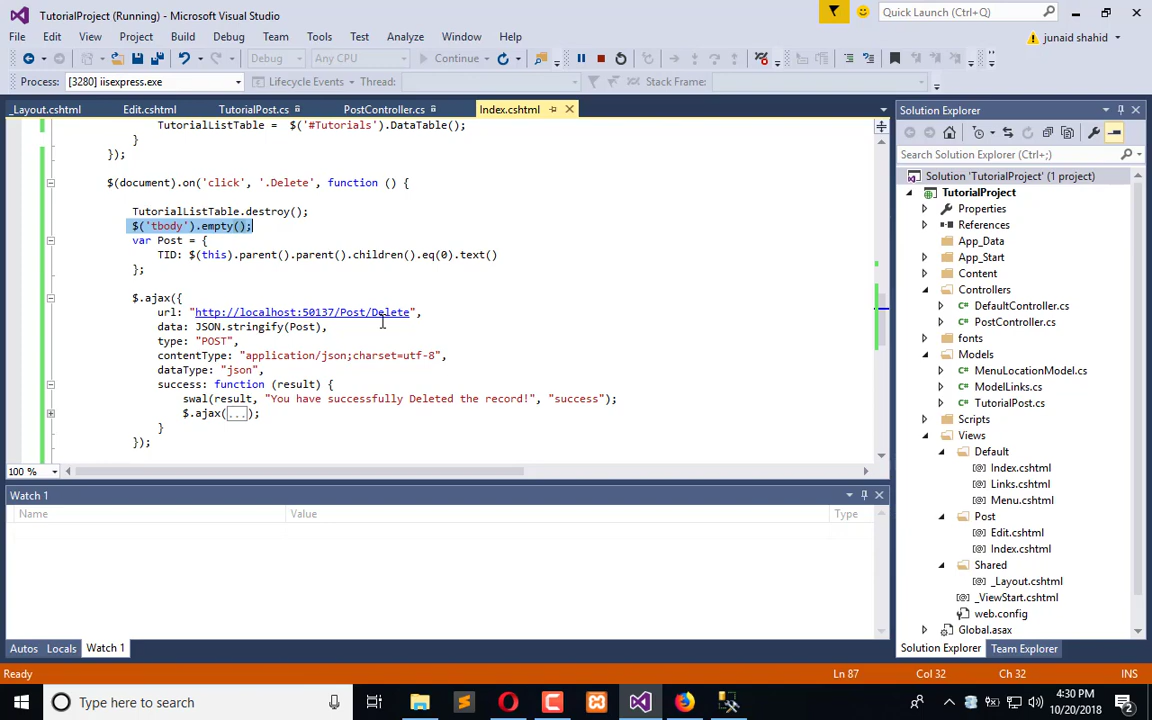 TutorialProject (Running) - Microsoft Visual Studio
Quick Launch (Ctrl+Q)
File Edit View Project Build Debug Team Tools Test Analyze Window Help
junaid shahid
Debug Any CPU Continue
Process: [3280] iisexpress.exe Lifecycle Events Thread: Stack Frame:
_Layout.cshtml Edit.cshtml TutorialPost.cs PostController.cs Index.cshtml
TutorialListTable = $('#Tutorials').DataTable();
}
});
$(document).on('click', '.Delete', function () {
TutorialListTable.destroy();
$('tbody').empty();
var Post = {
TID: $(this).parent().parent().children().eq(0).text()
};
$.ajax({
url: "http://localhost:50137/Post/Delete",
data: JSON.stringify(Post),
type: "POST",
contentType: "application/json;charset=utf-8",
dataType: "json",
success: function (result) {
swal(result, "You have successfully Deleted the record!", "success");
$.ajax(...);
}
});
100 %
Watch 1
Name Value Type
Autos Locals Watch 1
Solution Explorer
Search Solution Explorer (Ctrl+;)
Solution 'TutorialProject' (1 project)
TutorialProject
Properties
References
App_Data
App_Start
Content
Controllers
DefaultController.cs
PostController.cs
fonts
Models
MenuLocationModel.cs
ModelLinks.cs
TutorialPost.cs
Scripts
Views
Default
Index.cshtml
Links.cshtml
Menu.cshtml
Post
Edit.cshtml
Index.cshtml
Shared
_Layout.cshtml
_ViewStart.cshtml
web.config
Global.asax
Solution Explorer Team Explorer
Ready Ln 87 Col 32 Ch 32 INS
Type here to search
4:30 PM
10/20/2018
2